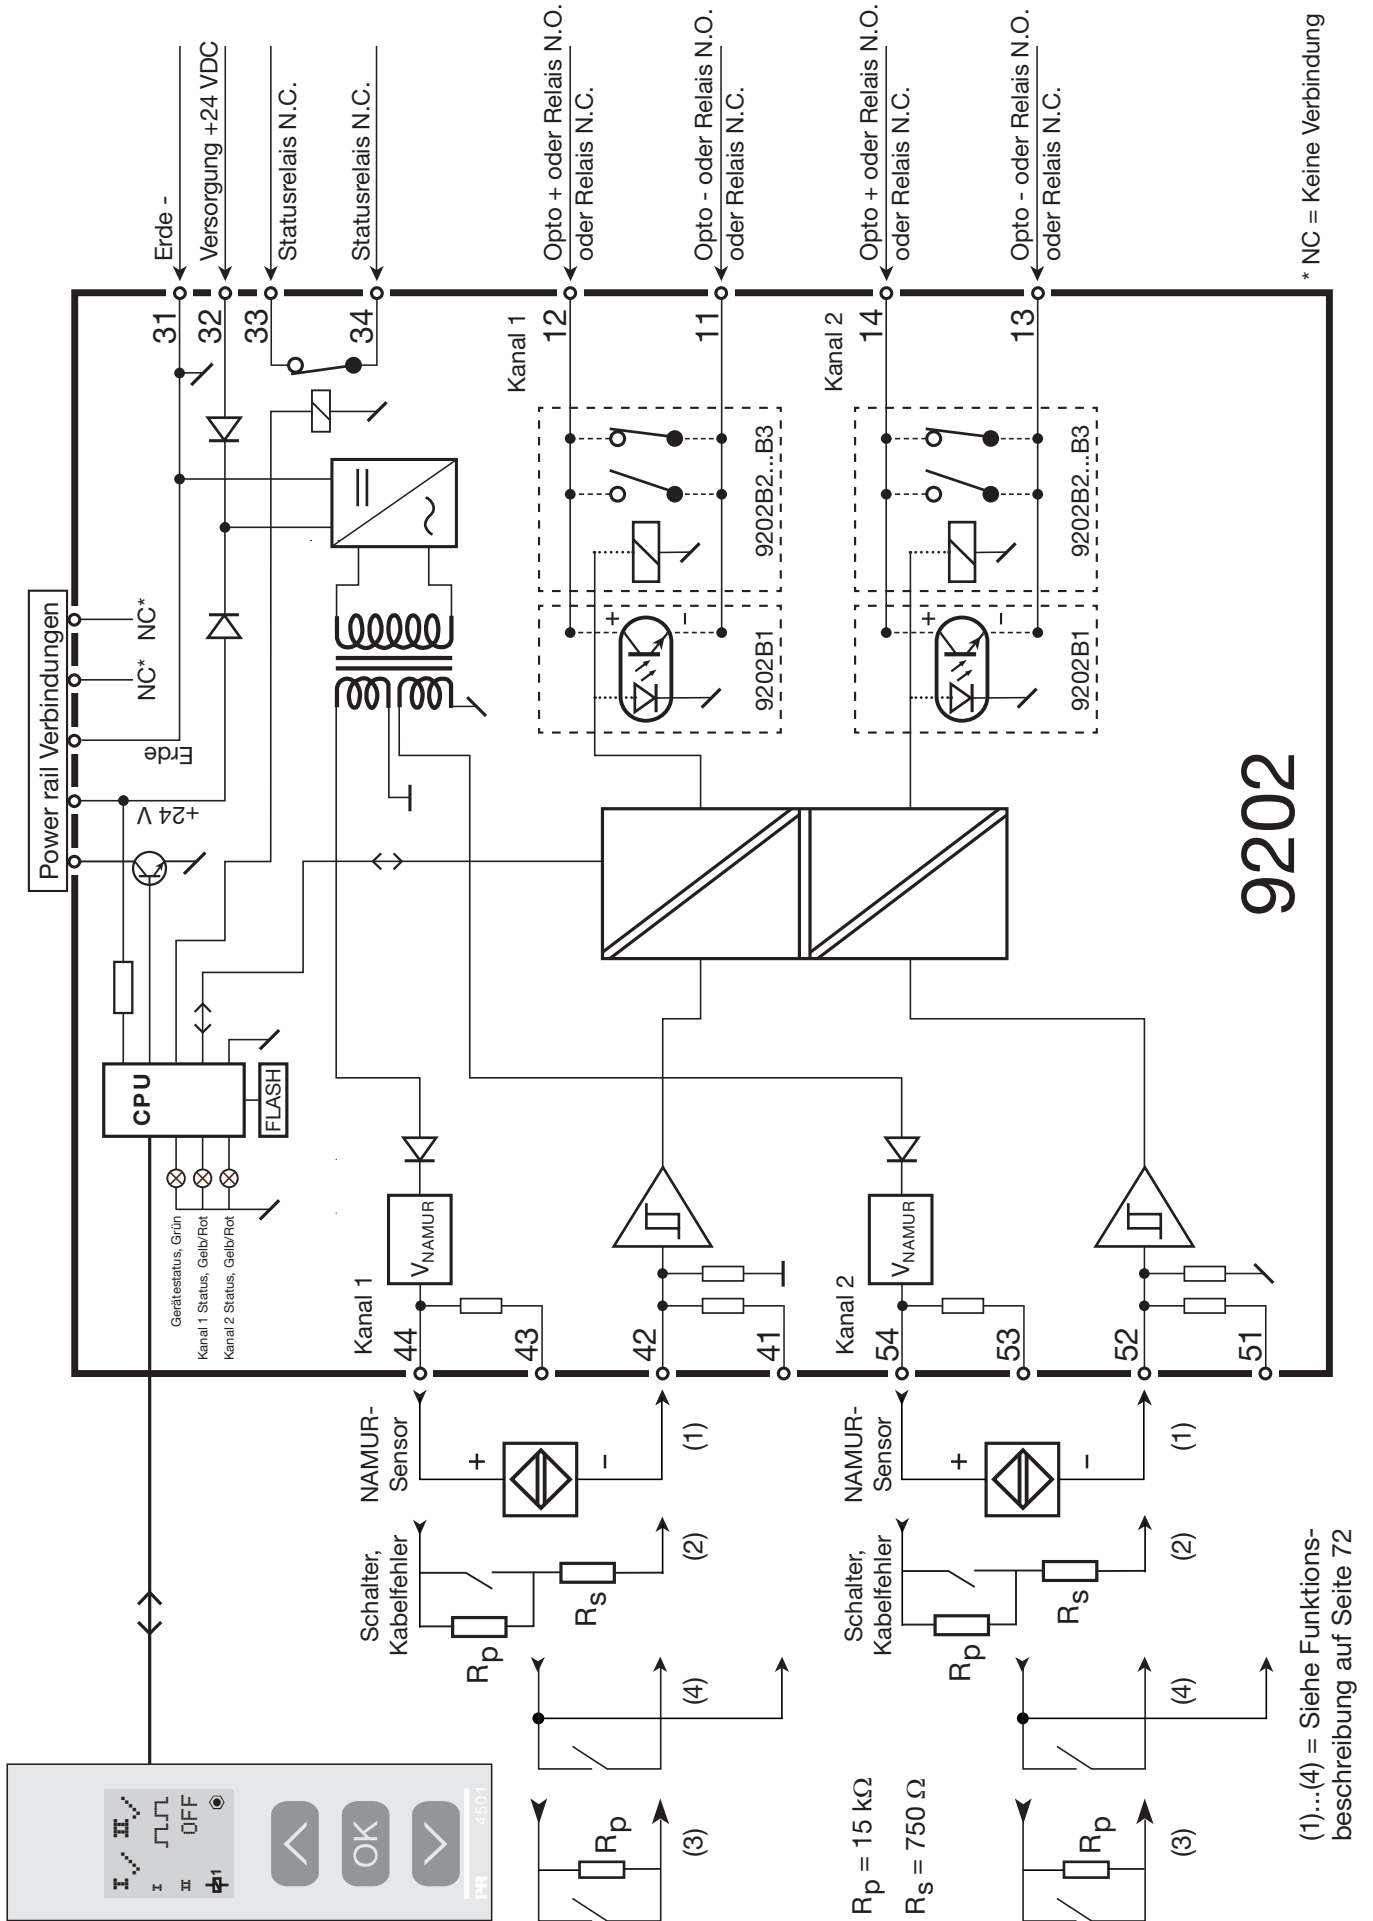 Power rail Verbindungen
NC*
NC*
Erde
+24 V
Erde -
Versorgung +24 VDC
Statusrelais N.C.
Statusrelais N.C.
31
32
33
34
CPU
FLASH
Gerätestatus, Grün
Kanal 1 Status, Gelb/Rot
Kanal 2 Status, Gelb/Rot
Opto + oder Relais N.O.
oder Relais N.C.
Opto - oder Relais N.O.
oder Relais N.C.
Opto + oder Relais N.O.
oder Relais N.C.
Opto - oder Relais N.O.
oder Relais N.C.
Kanal 1
12
11
Kanal 2
14
13
+
-
9202B1
9202B2...B3
+
-
9202B1
9202B2...B3
9202
* NC = Keine Verbindung
Kanal 1
VNAMUR
44
43
42
41
Kanal 2
VNAMUR
54
53
52
51
NAMUR-
Sensor
+
-
(1)
Schalter,
Kabelfehler
Rp
Rs
(2)
(4)
Rp
(3)
NAMUR-
Sensor
+
-
(1)
Schalter,
Kabelfehler
Rp
Rs
(2)
(4)
Rp
(3)
Rp = 15 kΩ
Rs = 750 Ω
(1)...(4) = Siehe Funktions-
beschreibung auf Seite 72
I II
I
II OFF
1
OK
PR 4501